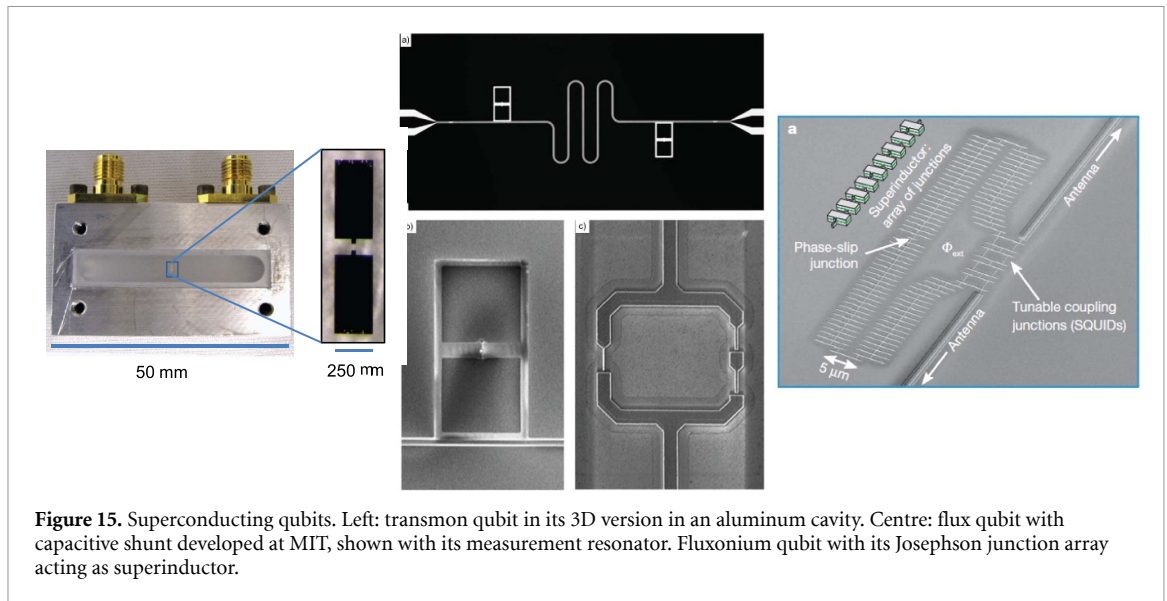 a)
b)
c)
50 mm
250 mm
a
Superinductor:
array of junctions
Antenna
Phase-slip
junction
Φext
Tunable coupling
junctions (SQUIDs)
Antenna
5 μm
Figure 15. Superconducting qubits. Left: transmon qubit in its 3D version in an aluminum cavity. Centre: flux qubit with
capacitive shunt developed at MIT, shown with its measurement resonator. Fluxonium qubit with its Josephson junction array
acting as superinductor.